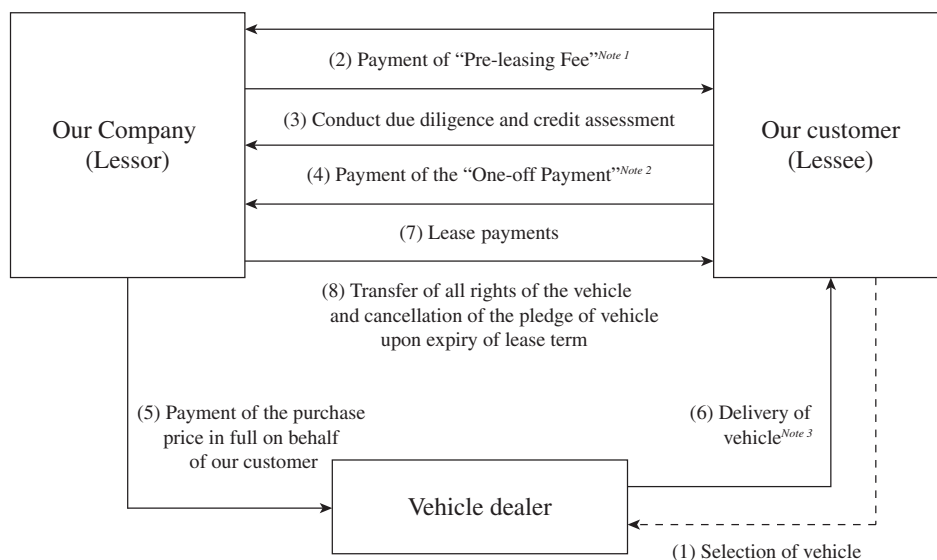 (2) Payment of “Pre-leasing Fee”Note 1
Our Company
(Lessor)
(3) Conduct due diligence and credit assessment
Our customer
(Lessee)
(4) Payment of the “One-off Payment”Note 2
(7) Lease payments
(8) Transfer of all rights of the vehicle
and cancellation of the pledge of vehicle
upon expiry of lease term
(5) Payment of the purchase
price in full on behalf
of our customer
(6) Delivery of
vehicleNote 3
Vehicle dealer
(1) Selection of vehicle